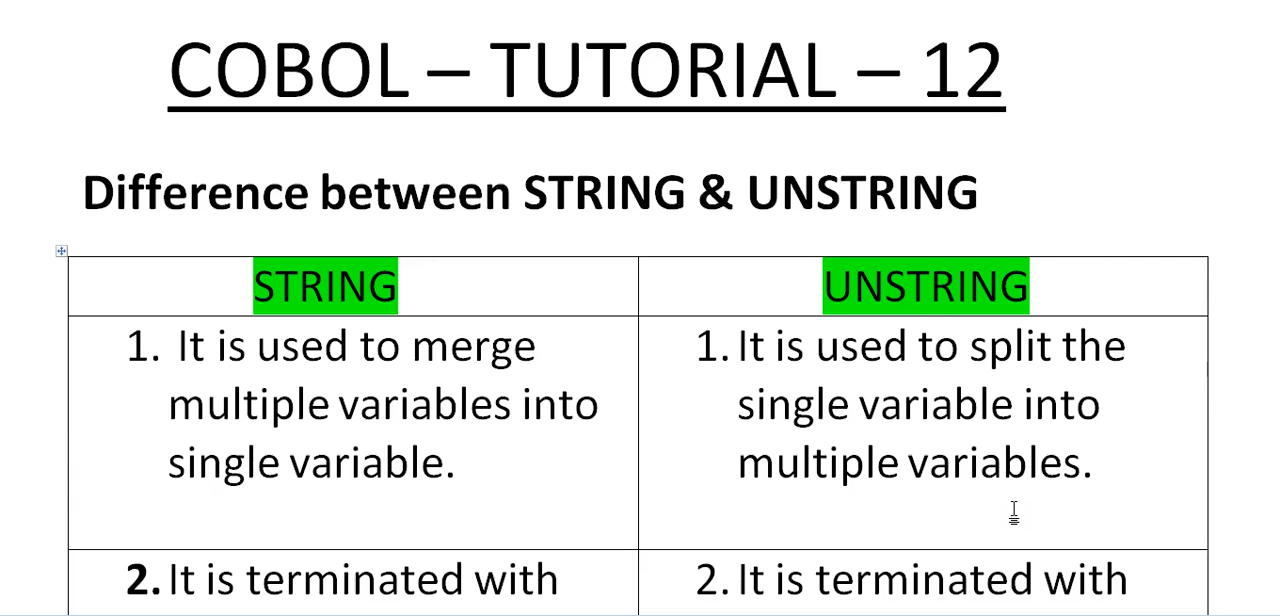 COBOL – TUTORIAL – 12
Difference between STRING & UNSTRING
STRING
UNSTRING
1. It is used to merge
multiple variables into
single variable.
1. It is used to split the
single variable into
multiple variables.
2. It is terminated with
2. It is terminated with